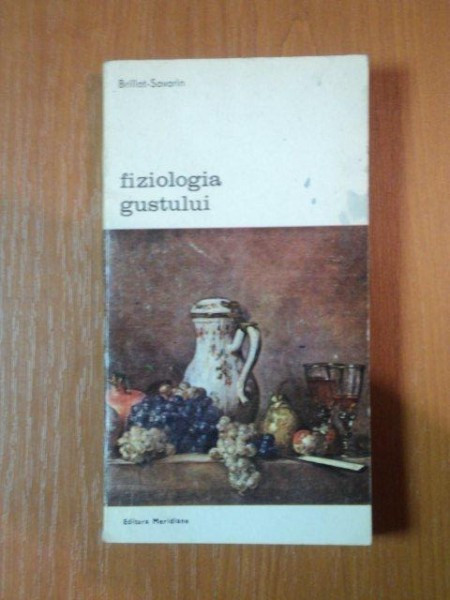 Brillat-Savarin
fiziologia
gustului
Editura Meridiane